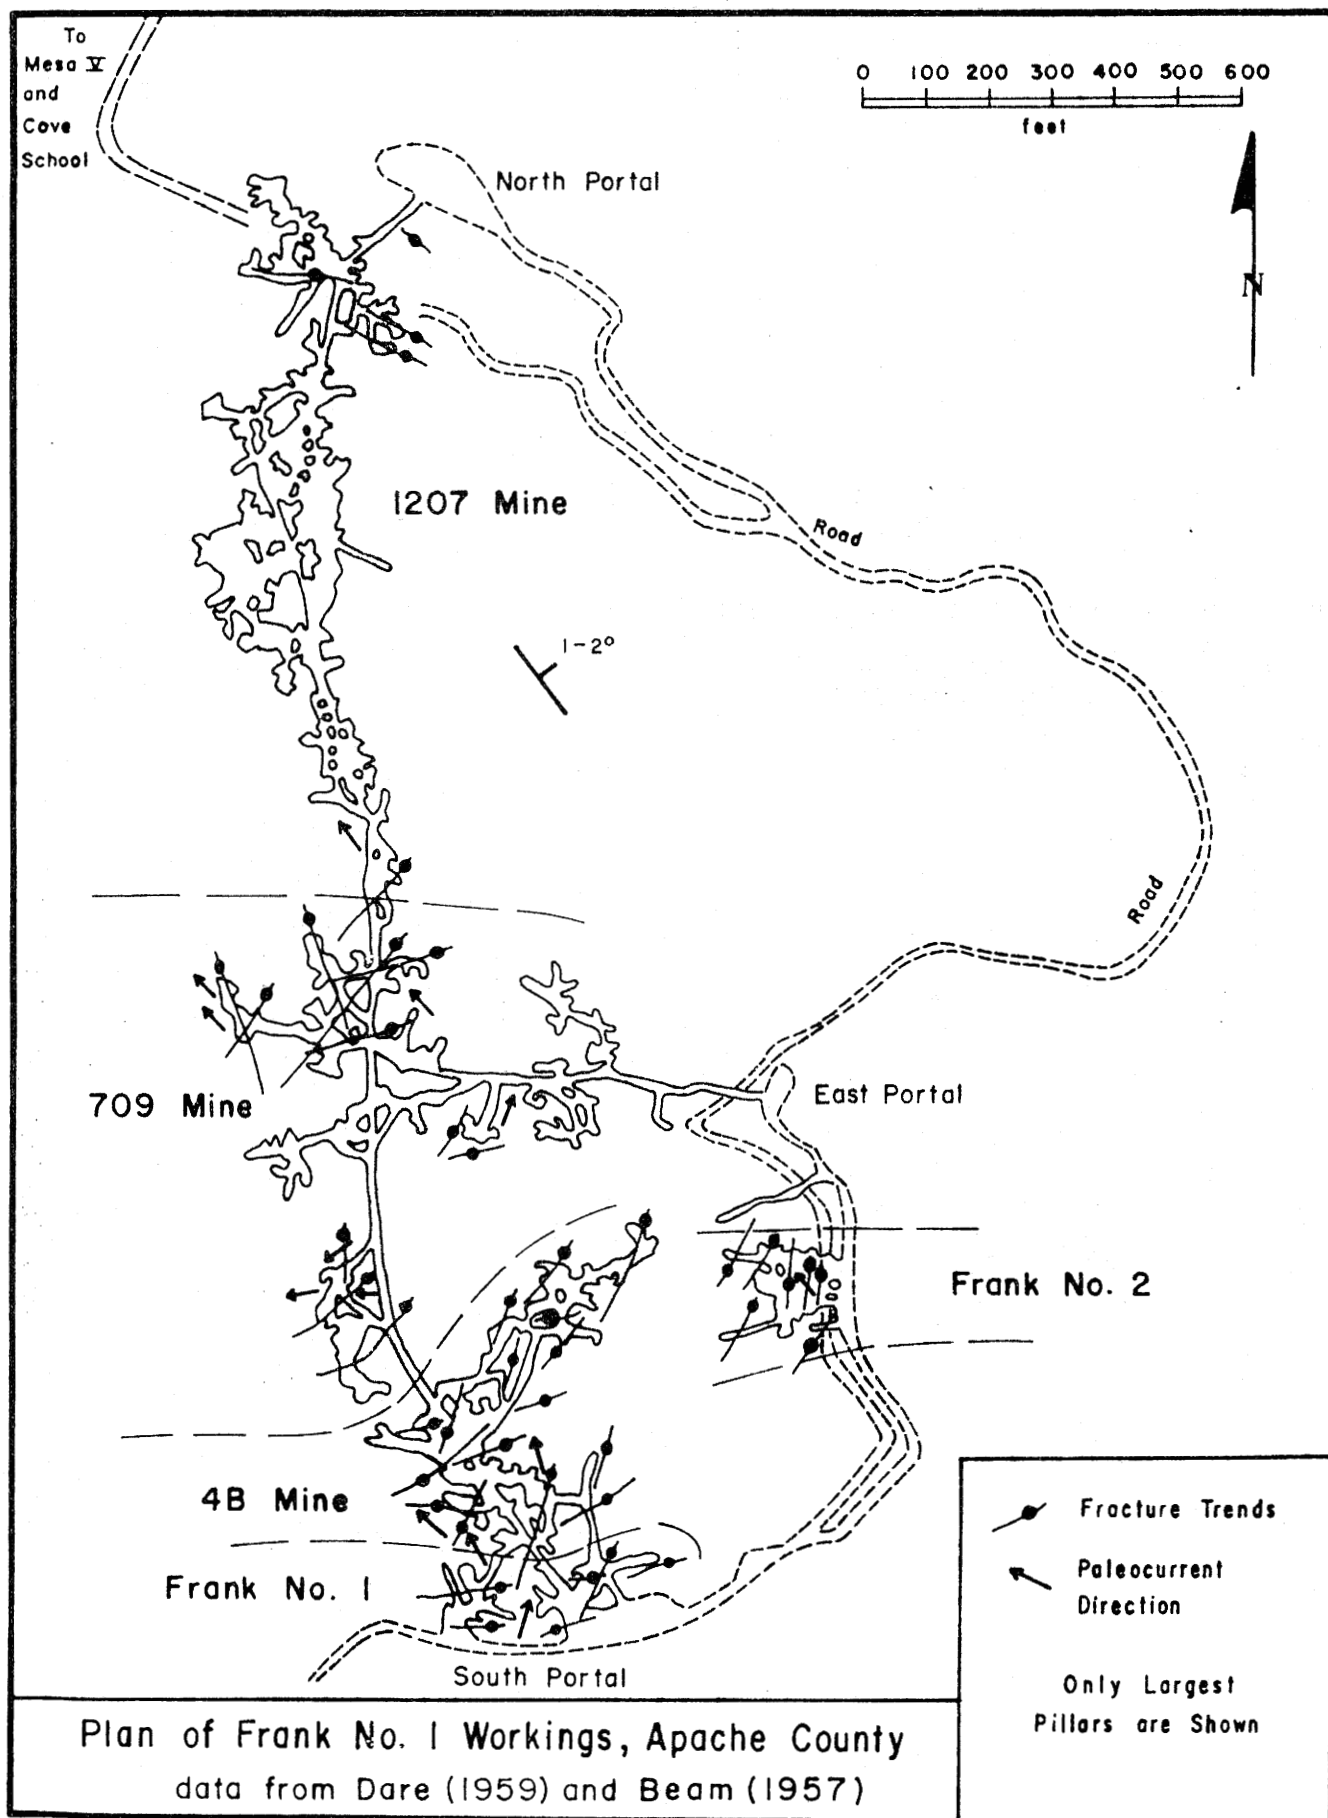 To
Mesa V
and
Cove
School
0 100 200 300 400 500 600
feet
North Portal
N
1207 Mine
Road
1-2°
Road
709 Mine
East Portal
Frank No. 2
4B Mine
Frank No. 1
South Portal
Fracture Trends
Paleocurrent
Direction
Only Largest
Pillars are Shown
Plan of Frank No. 1 Workings, Apache County
data from Dare (1959) and Beam (1957)